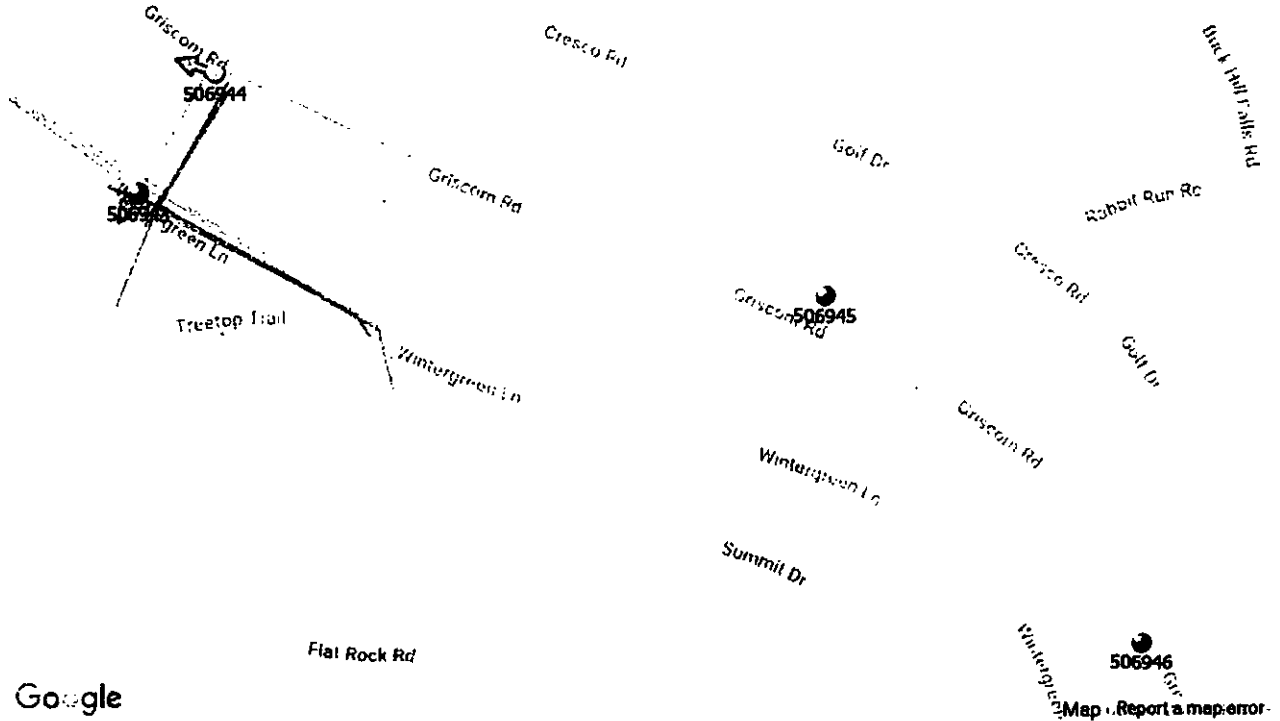 Griscom Rd
Cresco Rd
Buck Hill Falls Rd
506944
Golf Dr
Griscom Rd
Rabbit Run Rd
Cresco Rd
Griscom Rd
506945
Treetop Trail
Golf Dr
Wintergreen Ln
Griscom Rd
Wintergreen Ln
Summit Dr
Flat Rock Rd
506946
Google
Map
Report a map error